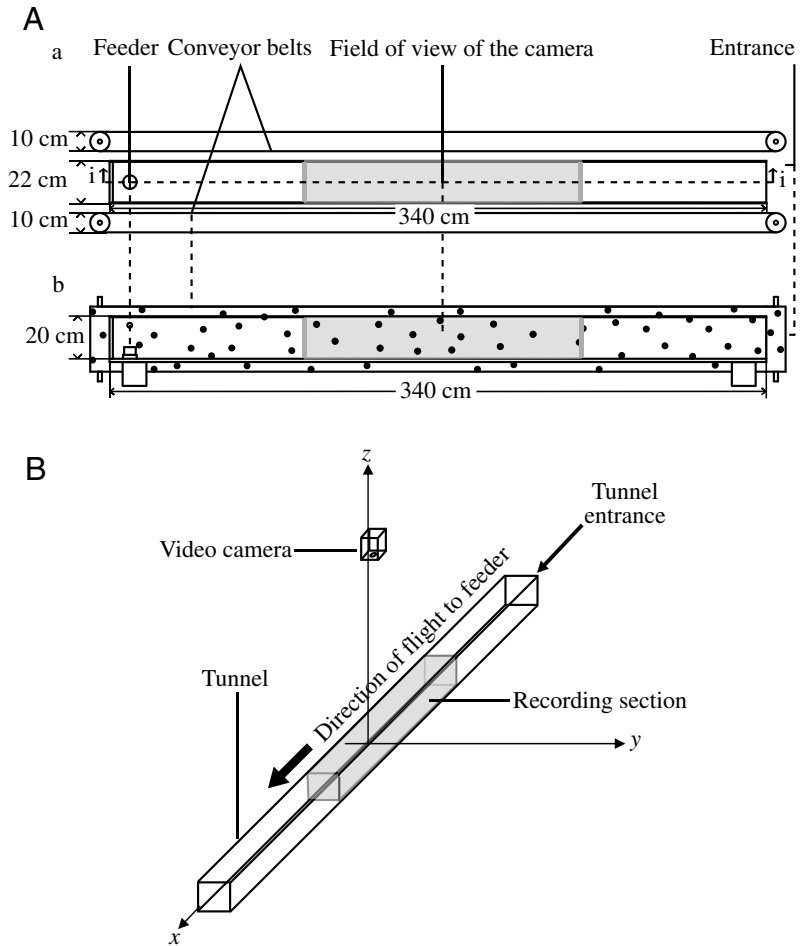 A
a
Feeder Conveyor belts Field of view of the camera Entrance
10 cm
22 cm i i
10 cm 340 cm
b
20 cm
340 cm
B
z
Tunnel
entrance
Video camera
Direction of flight to feeder
Tunnel
Recording section
y
x